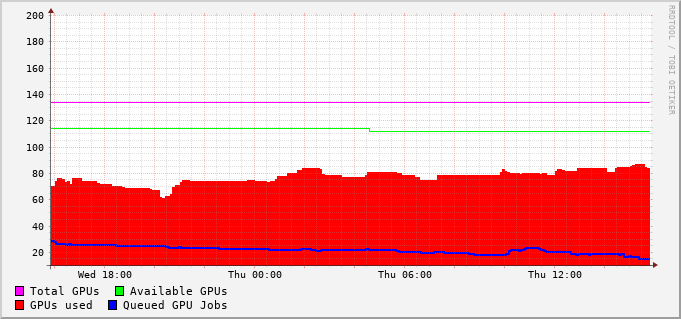 200
180
160
140
120
100
80
60
40
20
Wed 18:00 Thu 00:00 Thu 06:00 Thu 12:00
Total GPUs Available GPUs
GPUs used Queued GPU Jobs
RRDTOOL / TOBI OETIKER